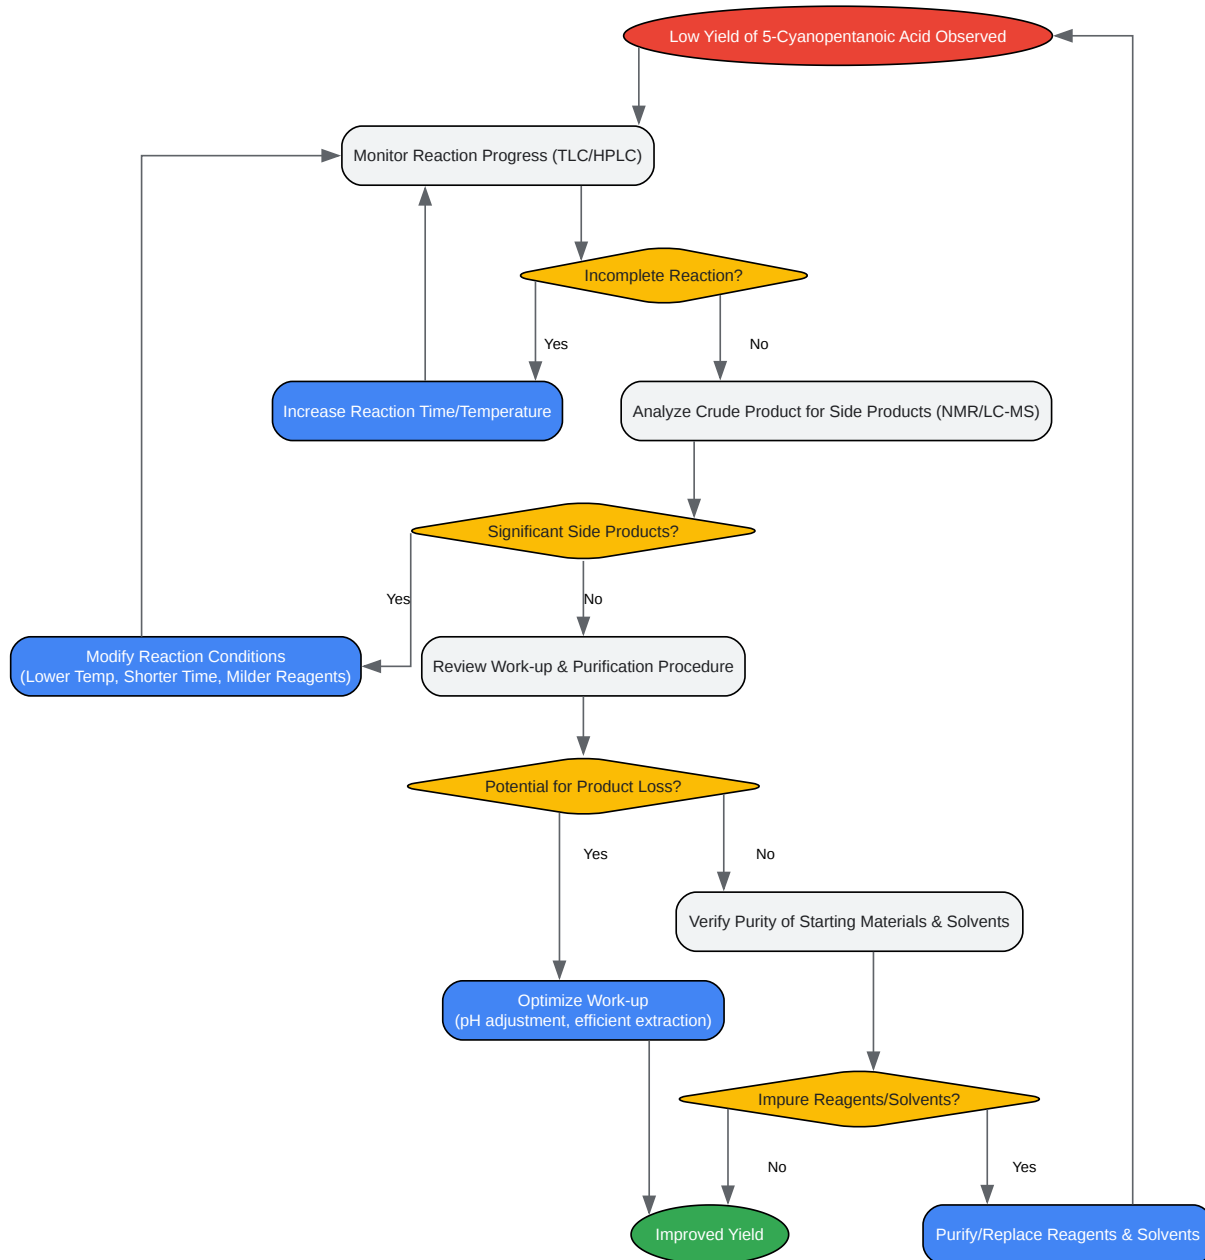 Low Yield of 5-Cyanopentanoic Acid Observed
Monitor Reaction Progress (TLC/HPLC)
Incomplete Reaction?
Yes
No
Increase Reaction Time/Temperature
Analyze Crude Product for Side Products (NMR/LC-MS)
Significant Side Products?
Yes
No
Modify Reaction Conditions
(Lower Temp, Shorter Time, Milder Reagents)
Review Work-up & Purification Procedure
Potential for Product Loss?
Yes
No
Verify Purity of Starting Materials & Solvents
Optimize Work-up
(pH adjustment, efficient extraction)
Impure Reagents/Solvents?
No
Yes
Improved Yield
Purify/Replace Reagents & Solvents